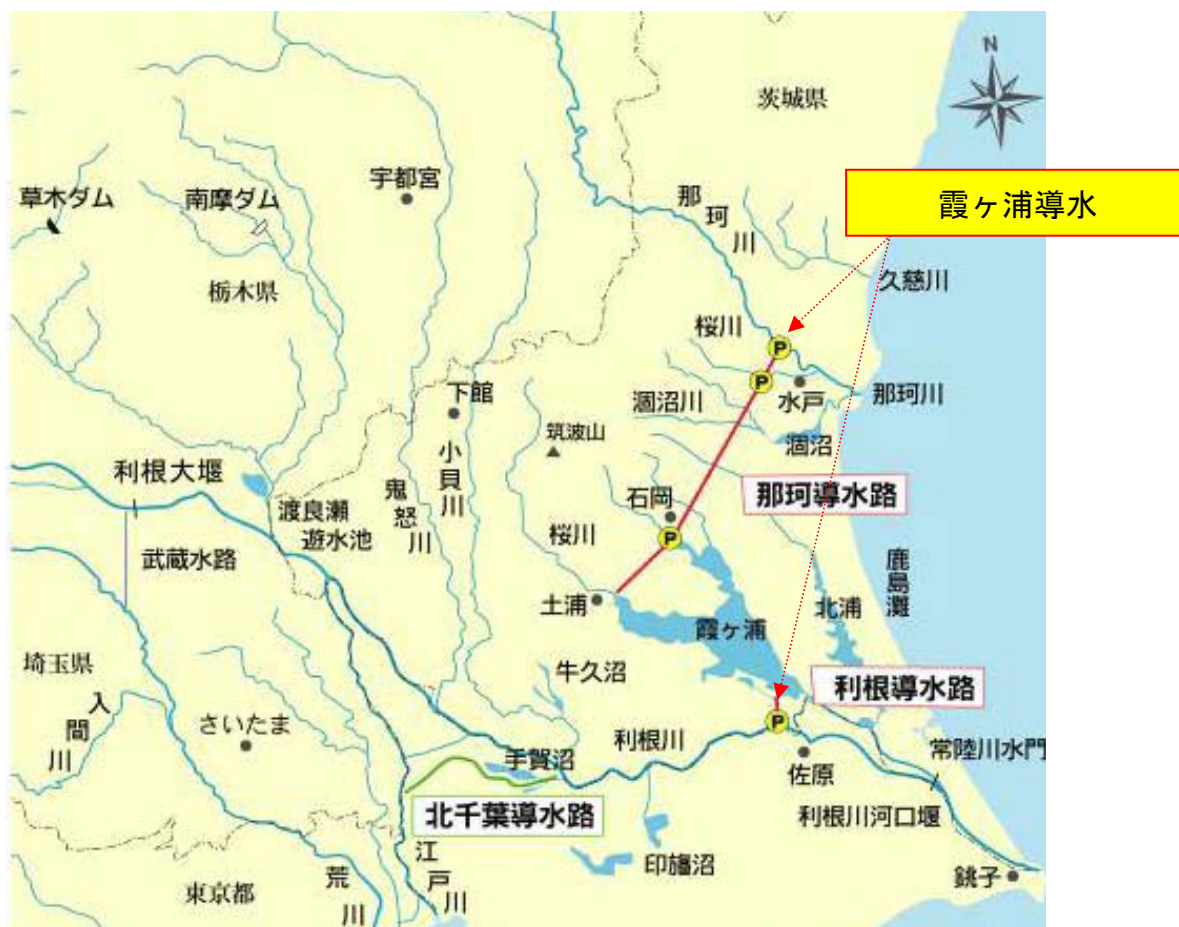 N
茨城県
霞ヶ浦導水
草木ダム
南摩ダム
宇都宮
那珂川
久慈川
栃木県
桜川
P
P
水戸
那珂川
下館
涸沼川
涸沼
筑波山
小貝川
利根大堰
鬼怒川
石岡
那珂導水路
渡良瀬
遊水池
桜川
P
武蔵水路
鹿島灘
土浦
北浦
霞ヶ浦
埼玉県
牛久沼
利根導水路
入間川
さいたま
利根川
P
手賀沼
常陸川水門
佐原
北千葉導水路
利根川河口堰
江戸川
印旛沼
銚子
東京都
荒川